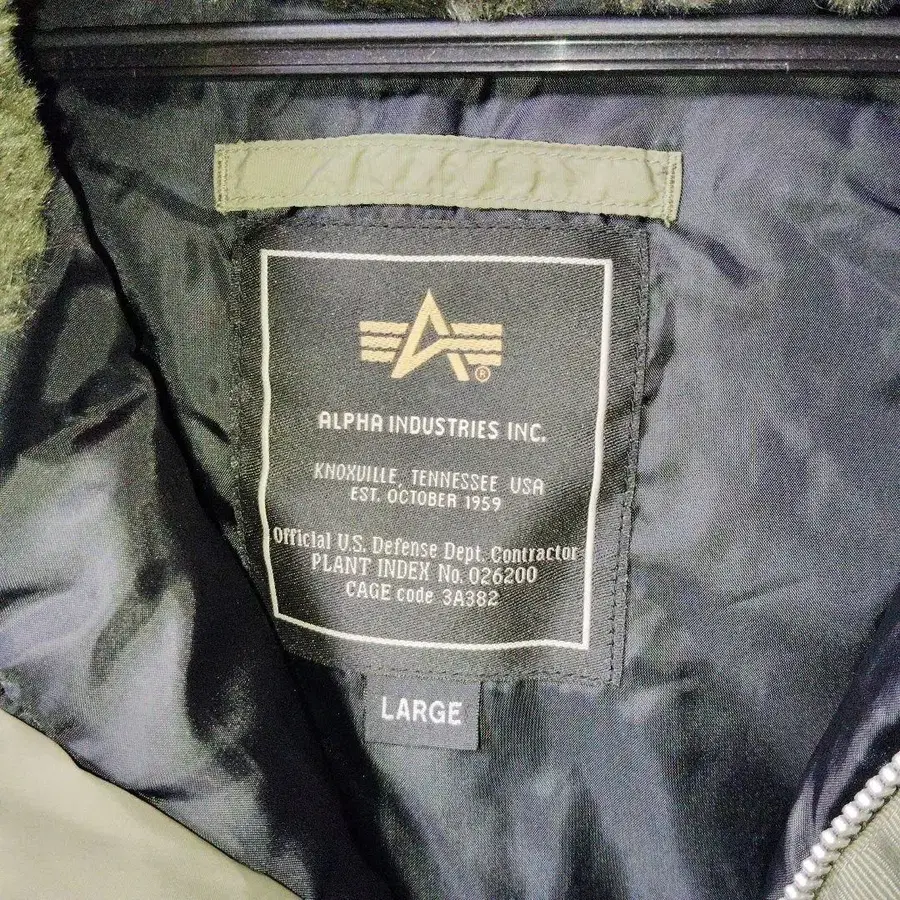 ®
ALPHA INDUSTRIES INC.
KNOXVILLE, TENNESSEE USA
EST. OCTOBER 1959
Official U.S. Defense Dept. Contractor
PLANT INDEX No. 026200
CAGE code 3A382
LARGE